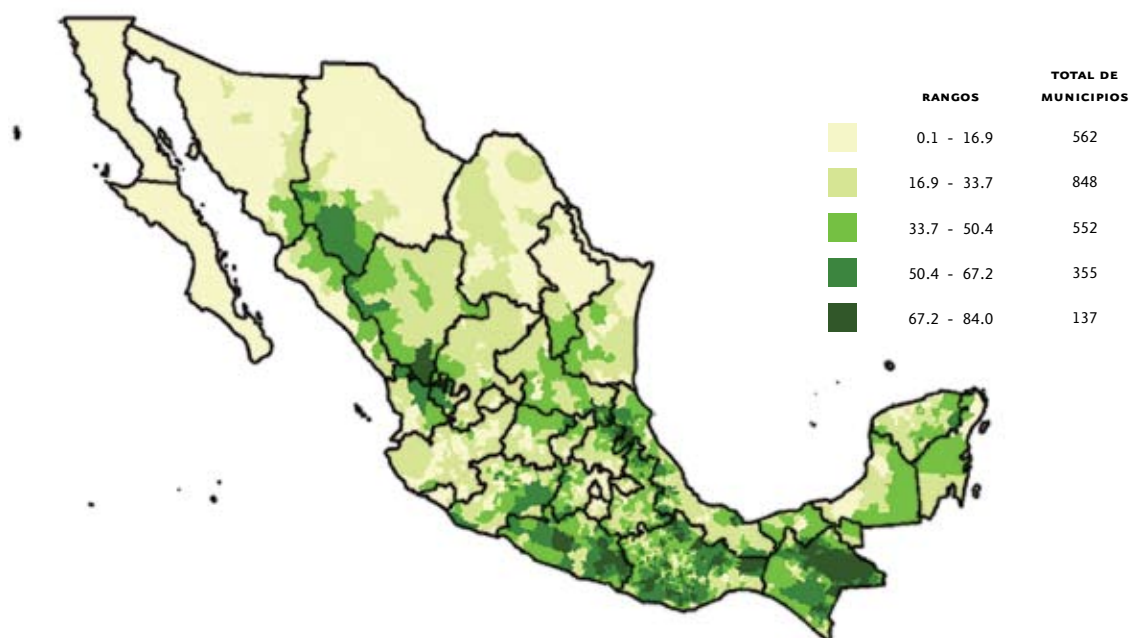 TOTAL DE
RANGOS MUNICIPIOS
0.1 - 16.9 562
16.9 - 33.7 848
33.7 - 50.4 552
50.4 - 67.2 355
67.2 - 84.0 137